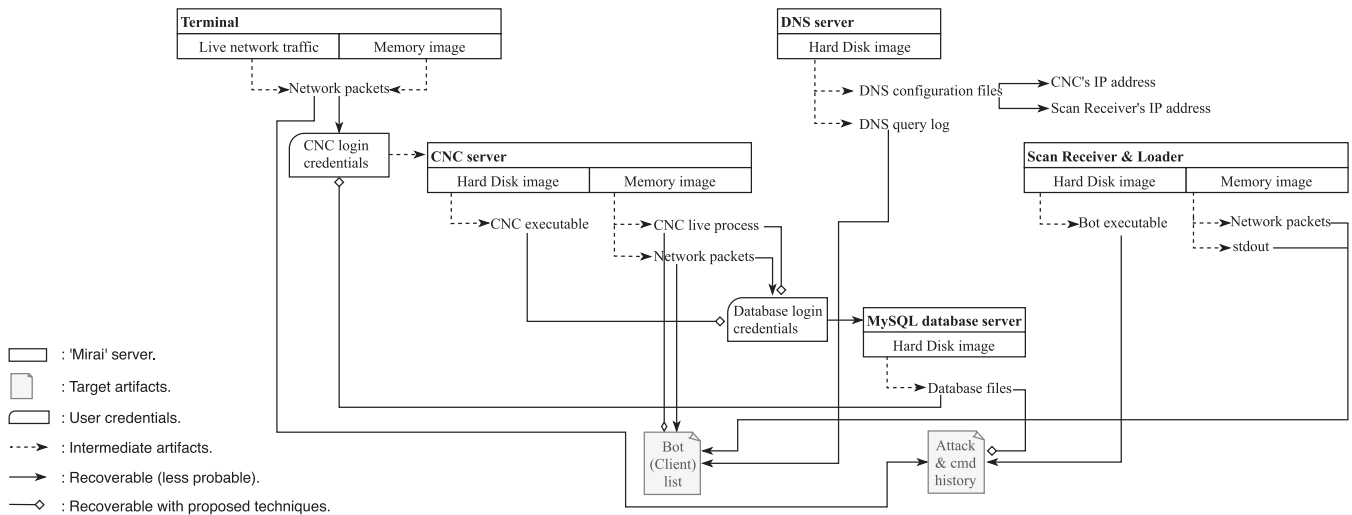 Terminal
Live network traffic
Memory image
Network packets
CNC login
credentials
DNS server
Hard Disk image
DNS configuration files
CNC's IP address
Scan Receiver's IP address
DNS query log
CNC server
Hard Disk image
Memory image
CNC executable
CNC live process
Network packets
Database login
credentials
Scan Receiver & Loader
Hard Disk image
Memory image
Bot executable
Network packets
stdout
MySQL database server
Hard Disk image
Database files
Bot
(Client)
list
Attack
& cmd
history
: 'Mirai' server.
: Target artifacts.
: User credentials.
: Intermediate artifacts.
: Recoverable (less probable).
: Recoverable with proposed techniques.